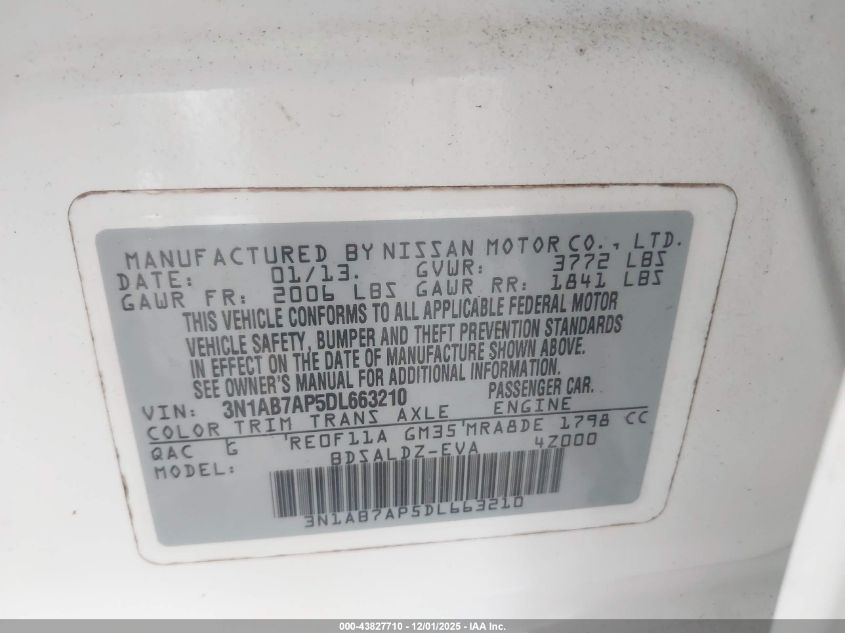 MANUFACTURED BY NISSAN MOTOR CO., LTD.
DATE: 01/13. GVWR: 3772 LBS
GAWR FR: 2006 LBS GAWR RR: 1841 LBS
THIS VEHICLE CONFORMS TO ALL APPLICABLE FEDERAL MOTOR
VEHICLE SAFETY, BUMPER AND THEFT PREVENTION STANDARDS
IN EFFECT ON THE DATE OF MANUFACTURE SHOWN ABOVE.
SEE OWNER'S MANUAL FOR ADDITIONAL INFORMATION.
VIN: 3N1AB7AP5DL663210 PASSENGER CAR.
COLOR TRIM TRANS AXLE ENGINE
QAC G RE0F11A GM35 MRA8DE 1798 CC
MODEL: BDSALDZ-EVA 4Z000
3N1AB7AP5DL663210
000-43827710 - 12/01/2025 - IAA Inc.